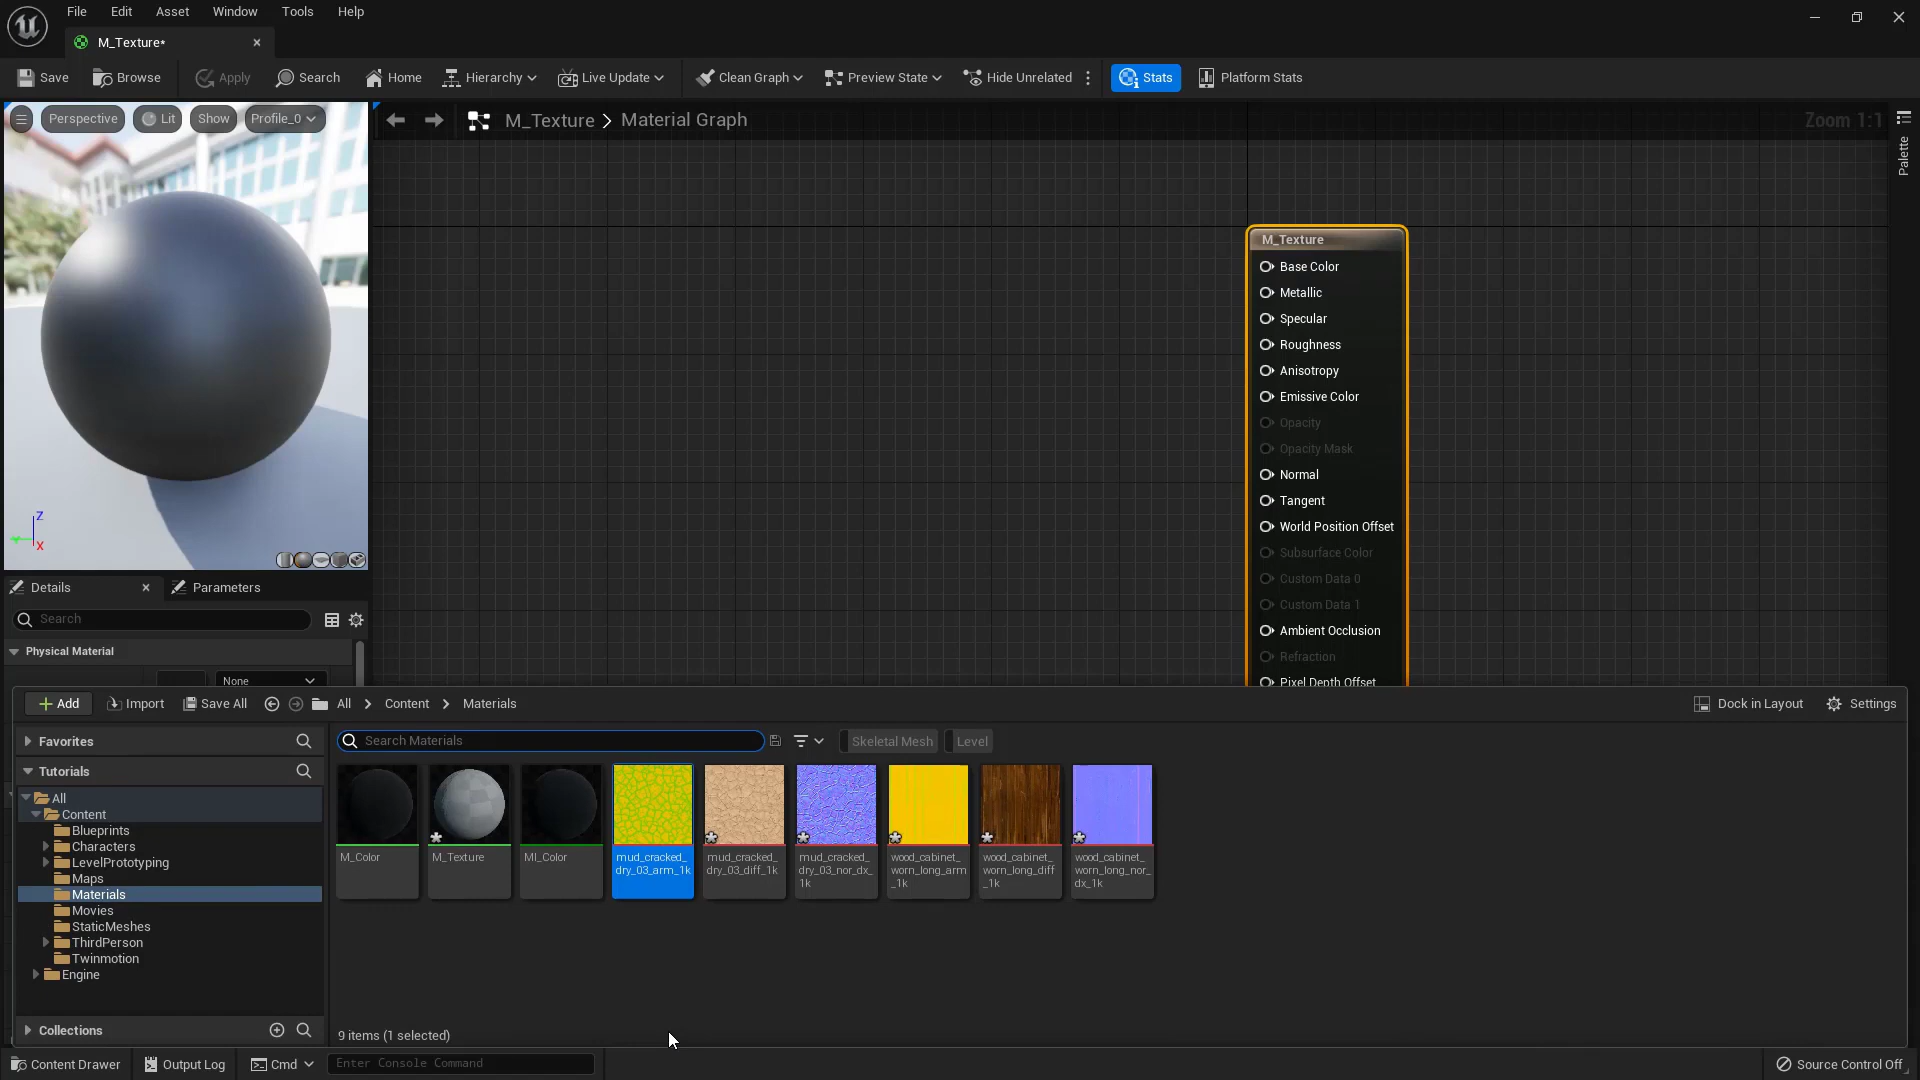 File Edit Asset Window Tools Help
M_Texture*
Save Browse Apply Search Home Hierarchy Live Update Clean Graph Preview State Hide Unrelated Stats Platform Stats
Perspective Lit Show Profile_0
M_Texture > Material Graph
Zoom 1:1
Palette
M_Texture
Base Color
Metallic
Specular
Roughness
Anisotropy
Emissive Color
Opacity
Opacity Mask
Normal
Tangent
World Position Offset
Subsurface Color
Custom Data 0
Custom Data 1
Ambient Occlusion
Refraction
Pixel Depth Offset
Z
Y
X
Details Parameters
Search
Physical Material
None
Add Import Save All All > Content > Materials Dock in Layout Settings
Favorites
Tutorials
All
Content
Blueprints
Characters
LevelPrototyping
Maps
Materials
Movies
StaticMeshes
ThirdPerson
Twinmotion
Engine
Collections
Search Materials Skeletal Mesh Level
M_Color
M_Texture
MI_Color
mud_cracked_
dry_03_arm_1k
mud_cracked_
dry_03_diff_1k
mud_cracked_
dry_03_nor_dx_
1k
wood_cabinet_
worn_long_arm
_1k
wood_cabinet_
worn_long_diff
_1k
wood_cabinet_
worn_long_nor_
dx_1k
9 items (1 selected)
Content Drawer Output Log Cmd Enter Console Command Source Control Off